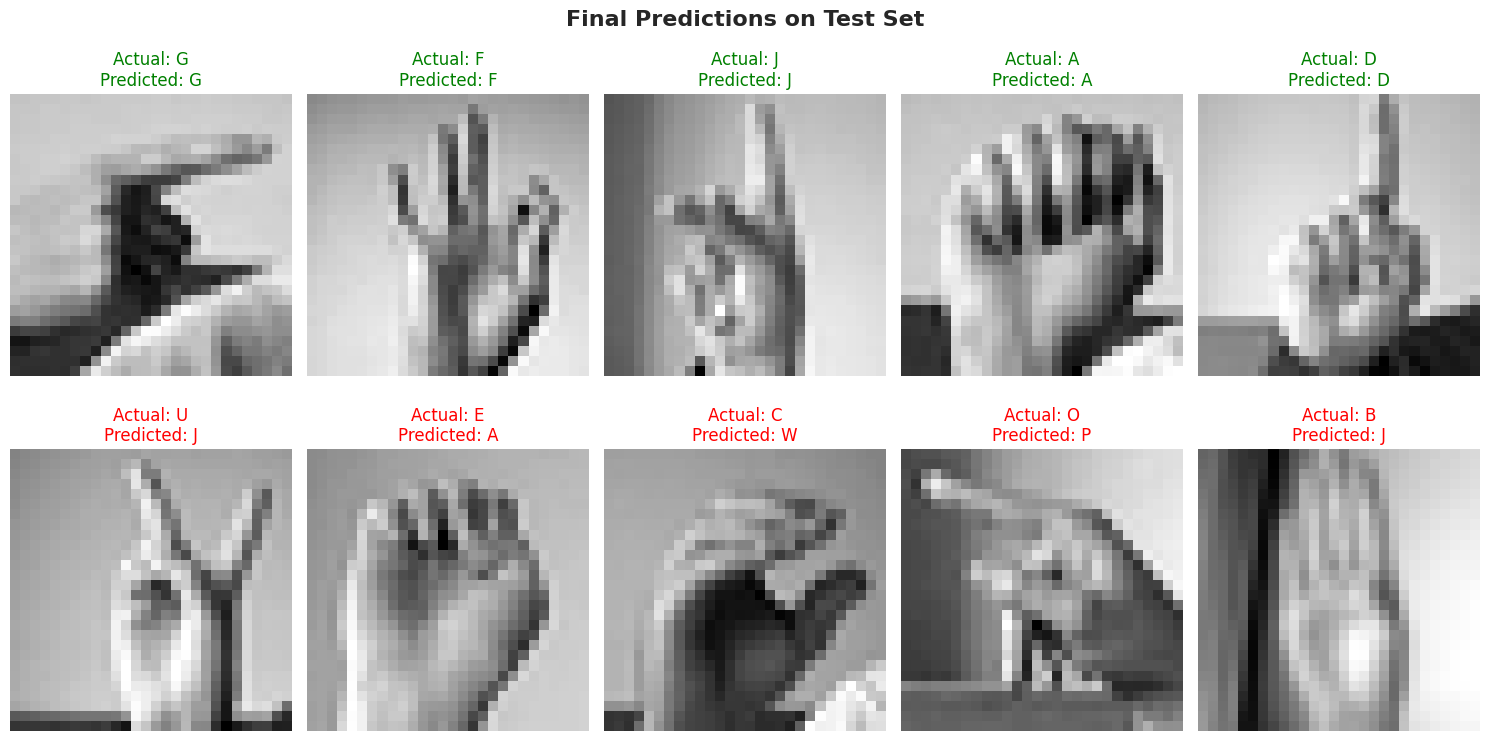 Final Predictions on Test Set
Actual: G
Predicted: G
Actual: F
Predicted: F
Actual: J
Predicted: J
Actual: A
Predicted: A
Actual: D
Predicted: D
Actual: U
Predicted: J
Actual: E
Predicted: A
Actual: C
Predicted: W
Actual: O
Predicted: P
Actual: B
Predicted: J